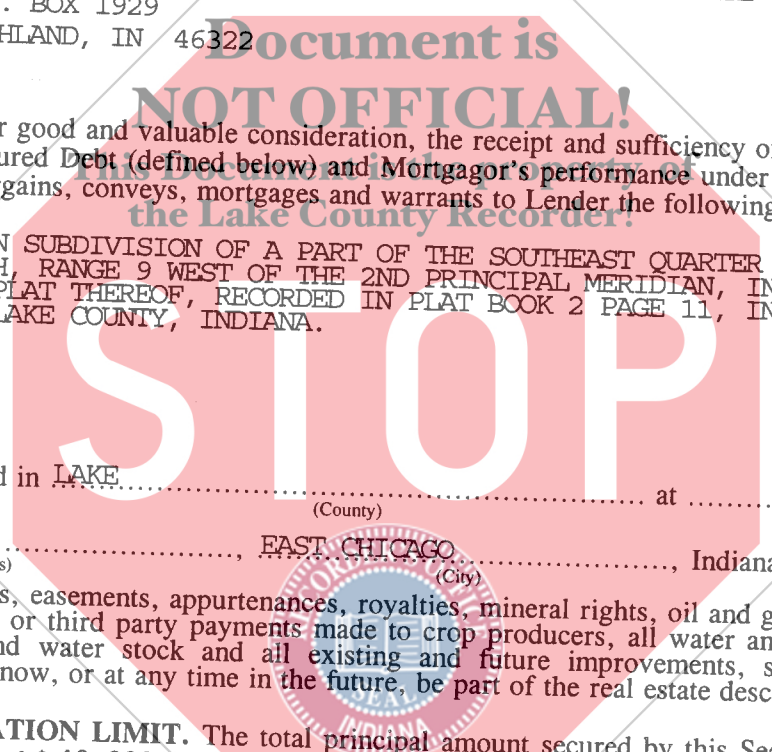 . BOX 1929
HLAND, IN 46322
Document is
NOT OFFICIAL!
r good and valuable consideration, the receipt and sufficiency o
This Document is the property of
ured Debt (defined below) and Mortgagor's performance under
rgains, conveys, mortgages and warrants to Lender the following
the Lake County Recorder!
N SUBDIVISION OF A PART OF THE SOUTHEAST QUARTER
H, RANGE 9 WEST OF THE 2ND PRINCIPAL MERIDIAN, IN
PLAT THEREOF, RECORDED IN PLAT BOOK 2 PAGE 11, IN
LAKE COUNTY, INDIANA.
STOP
d in LAKE at
(County)
, EAST CHICAGO, Indiana
s) (City)
s, easements, appurtenances, royalties, mineral rights, oil and g
or third party payments made to crop producers, all water an
nd water stock and all existing and future improvements, s
now, or at any time in the future, be part of the real estate desc
SEAL
INDIANA
ATION LIMIT. The total principal amount secured by this Se